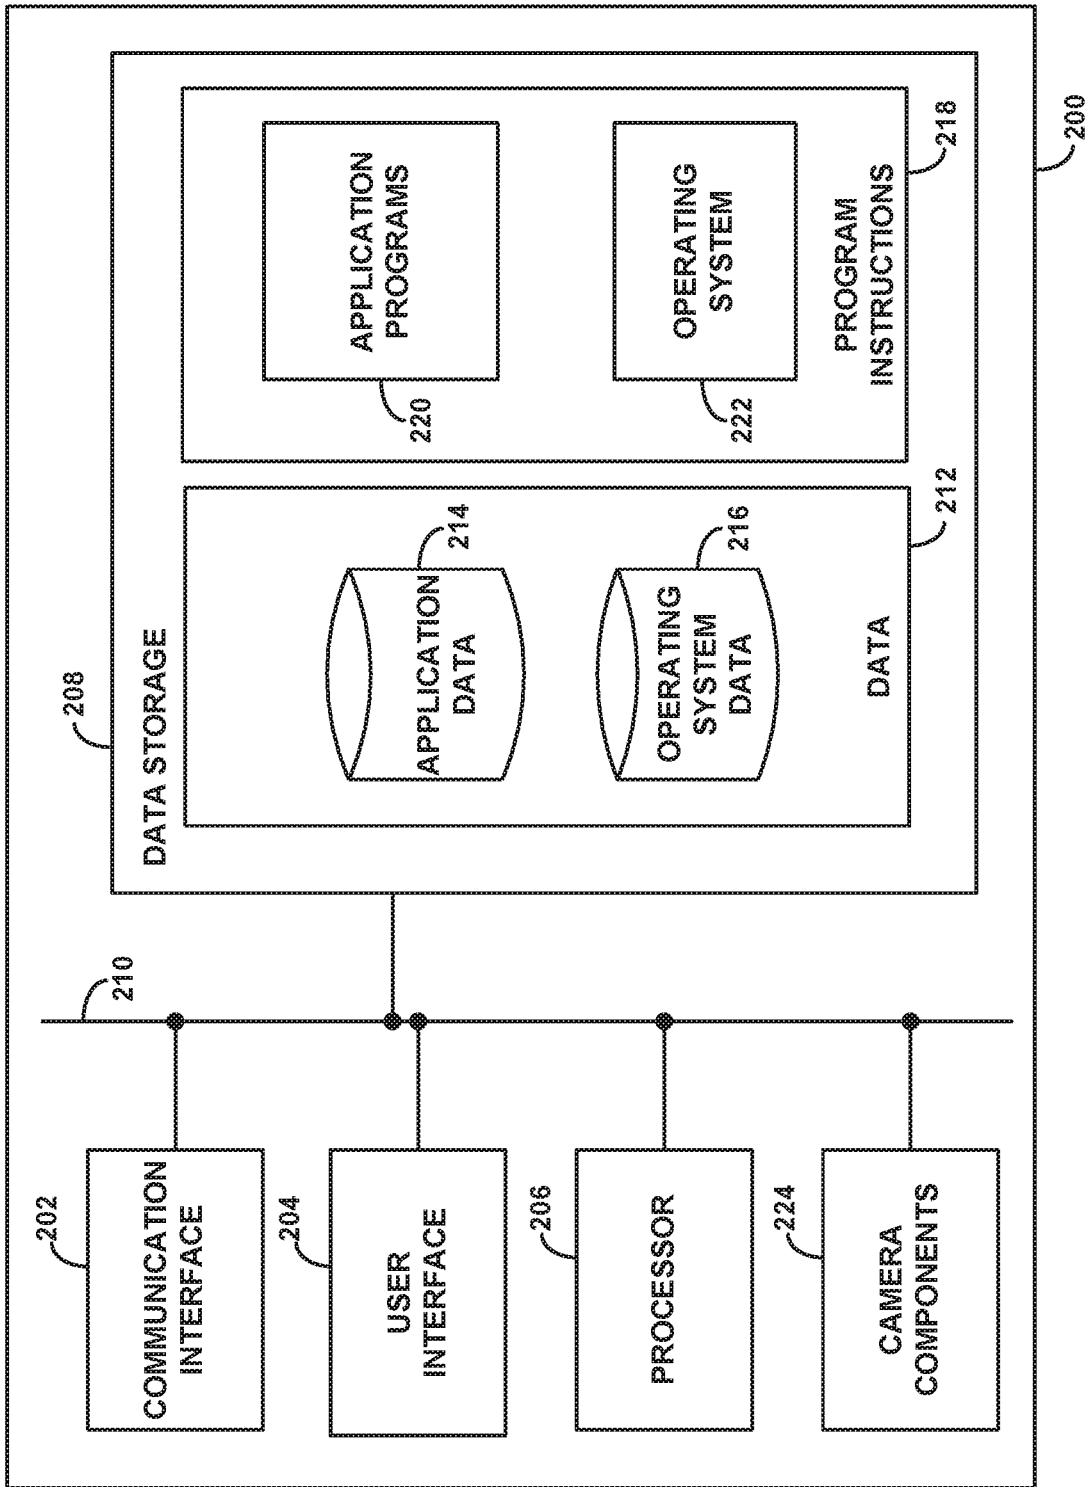 202
COMMUNICATION
INTERFACE
204
USER
INTERFACE
206
PROCESSOR
224
CAMERA
COMPONENTS
210
208
DATA STORAGE
APPLICATION
DATA
214
OPERATING
SYSTEM
DATA
216
DATA
212
APPLICATION
PROGRAMS
220
OPERATING
SYSTEM
222
PROGRAM
INSTRUCTIONS
218
200